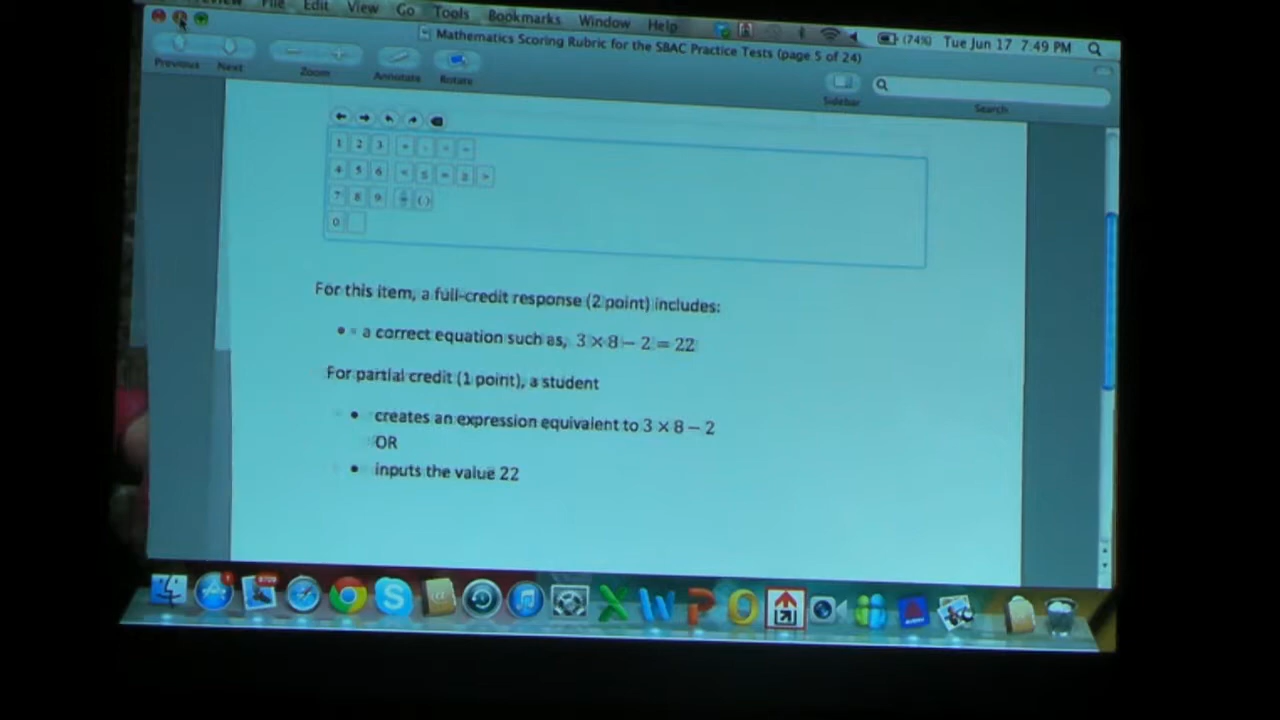 File Edit View Go Tools Bookmarks Window Help (74%) Tue Jun 17 7:49 PM
Mathematics Scoring Rubric for the SBAC Practice Tests (page 5 of 24)
Previous Next Zoom Annotate Rotate Sidebar Search
1 2 3
4 5 6
7 8 9 ()
0
For this item, a full-credit response (2 point) includes:
• a correct equation such as, 3 × 8 – 2 = 22
For partial credit (1 point), a student
• creates an expression equivalent to 3 × 8 – 2
OR
• inputs the value 22